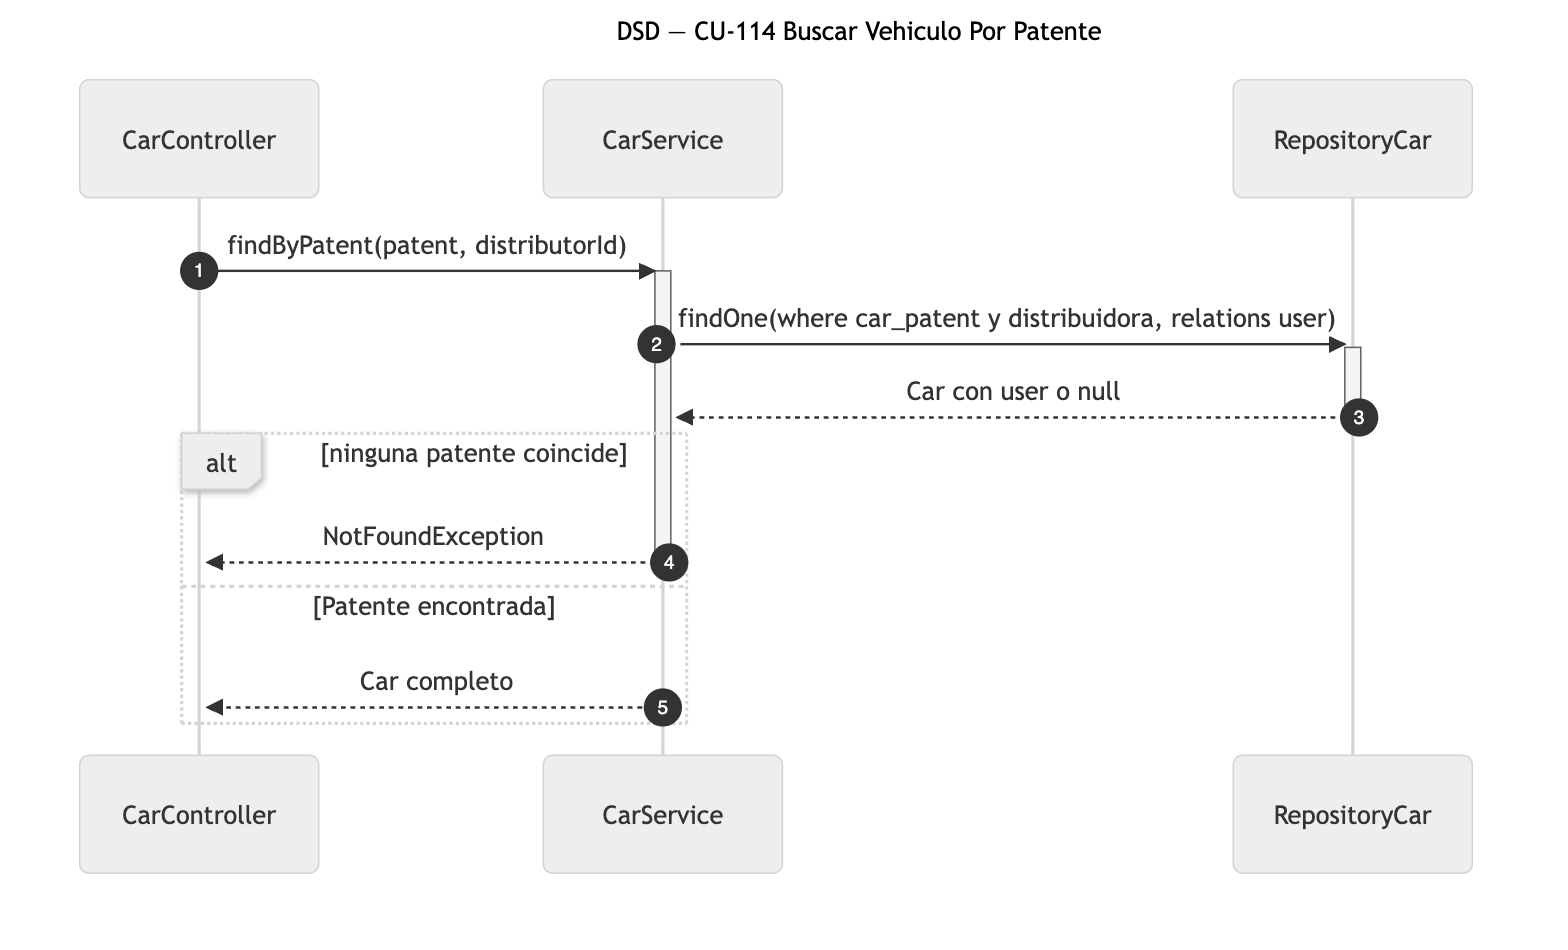 DSD — CU-114 Buscar Vehiculo Por Patente
CarController
CarService
RepositoryCar
findByPatent(patent, distributorId)
1
findOne(where car_patent y distribuidora, relations user)
2
Car con user o null
3
alt
[ninguna patente coincide]
NotFoundException
4
[Patente encontrada]
Car completo
5
CarController
CarService
RepositoryCar